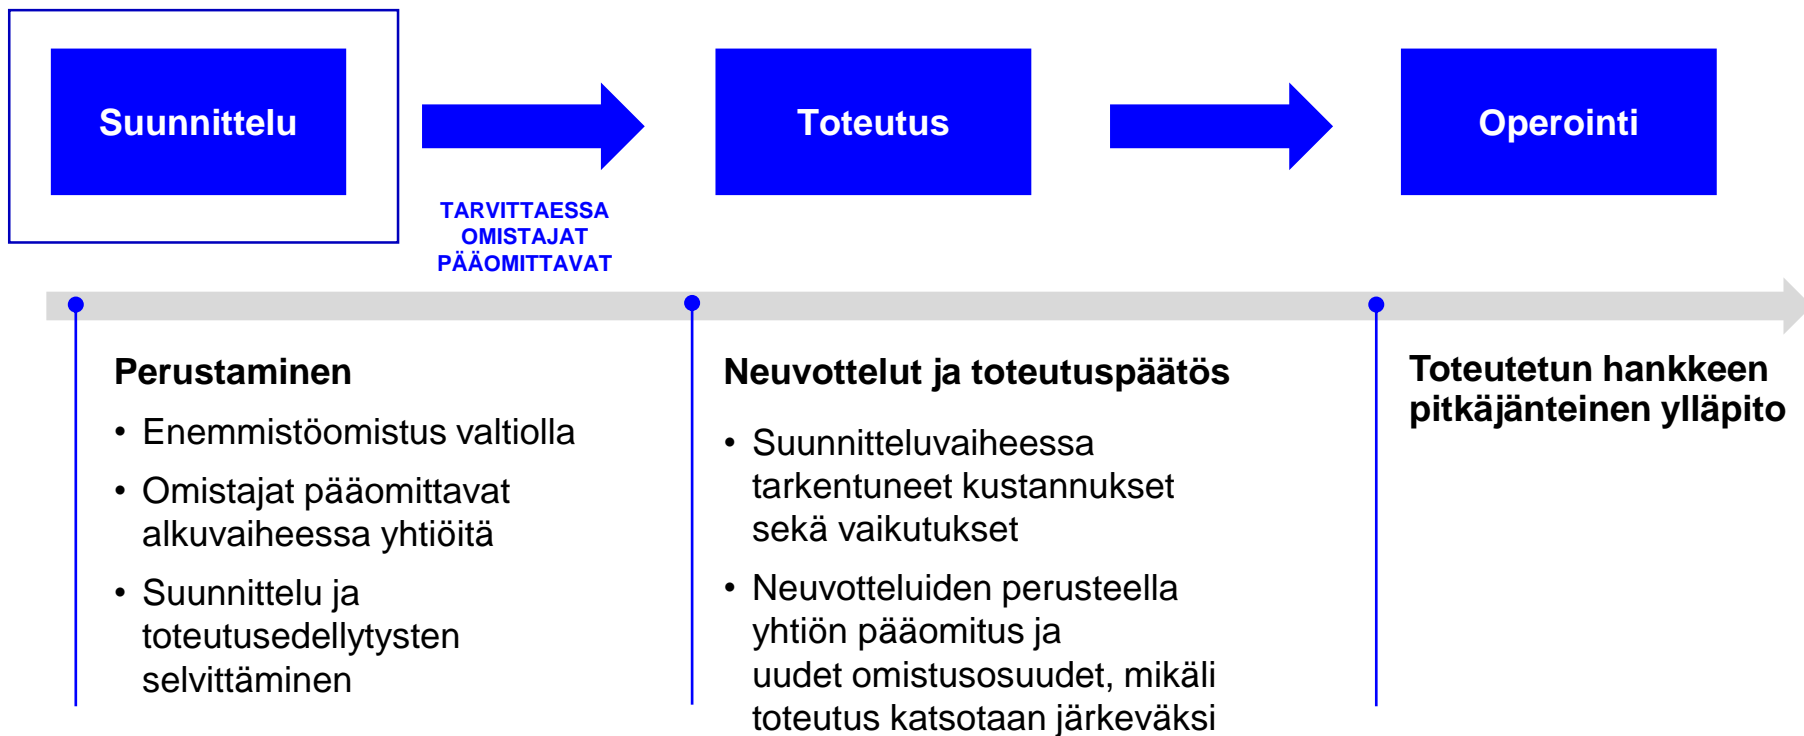 Suunnittelu
Toteutus
Operointi
TARVITTAESSA
OMISTAJAT
PÄÄOMITTAVAT
Perustaminen
• Enemmistöomistus valtiolla
• Omistajat pääomittavat
alkuvaiheessa yhtiöitä
• Suunnittelu ja
toteutusedellytysten
selvittäminen
Neuvottelut ja toteutuspäätös
• Suunnitteluvaiheessa
tarkentuneet kustannukset
sekä vaikutukset
• Neuvotteluiden perusteella
yhtiön pääomitus ja
uudet omistusosuudet, mikäli
toteutus katsotaan järkeväksi
Toteutetun hankkeen
pitkäjänteinen ylläpito